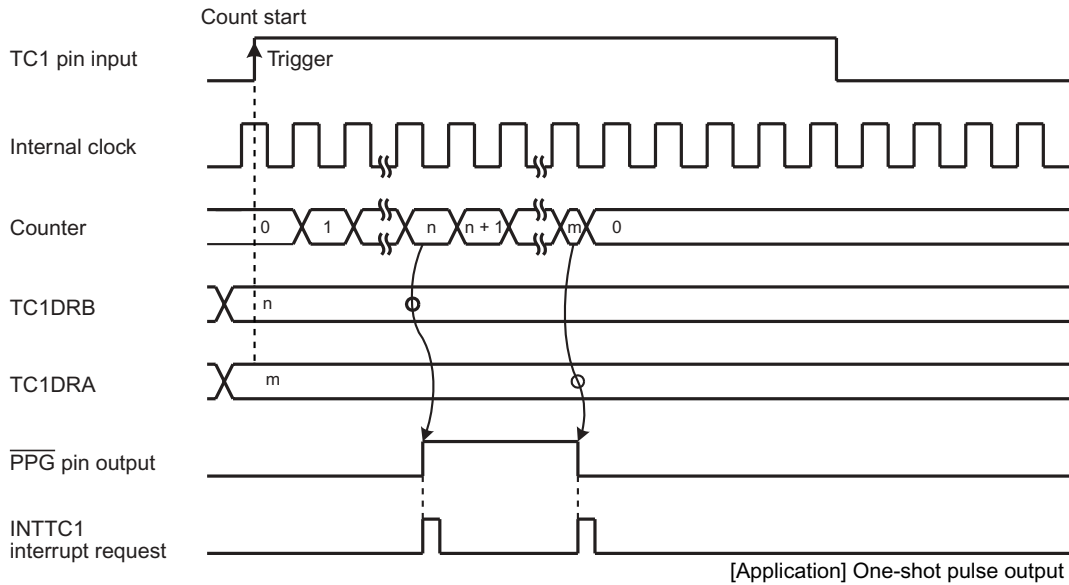 Count start
TC1 pin input
Trigger
Internal clock
Counter
0 1 n n + 1 m 0
TC1DRB
n
TC1DRA
m
PPG pin output
INTTC1
interrupt request
[Application] One-shot pulse output